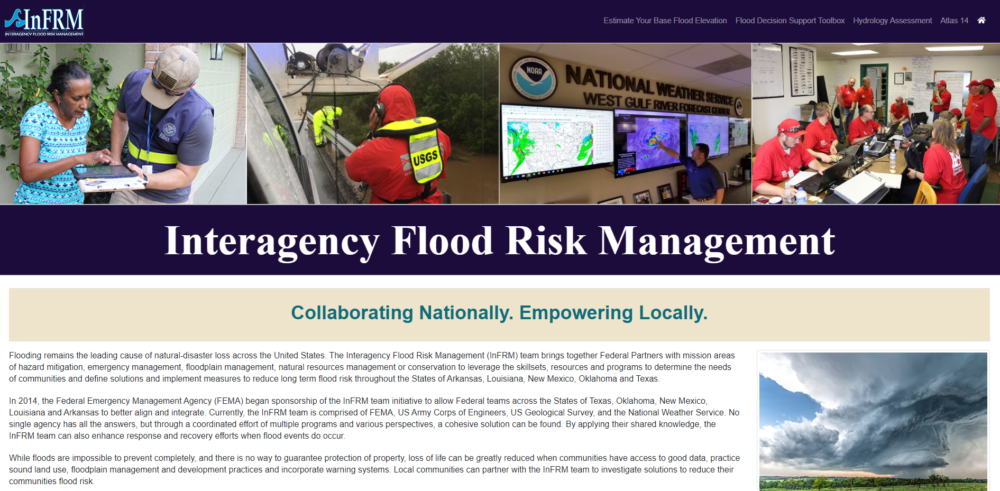 InFRM
INTERAGENCY FLOOD RISK MANAGEMENT
Estimate Your Base Flood Elevation
Flood Decision Support Toolbox
Hydrology Assessment
Atlas 14
FEMA
USGS
NOAA
NATIONAL WEATHER SERVICE
WEST GULF RIVER FORECAST CENTER
Interagency Flood Risk Management
Collaborating Nationally. Empowering Locally.
Flooding remains the leading cause of natural-disaster loss across the United States. The Interagency Flood Risk Management (InFRM) team brings together Federal Partners with mission areas
of hazard mitigation, emergency management, floodplain management, natural resources management or conservation to leverage the skillsets, resources and programs to determine the needs
of communities and define solutions and implement measures to reduce long term flood risk throughout the States of Arkansas, Louisiana, New Mexico, Oklahoma and Texas.
In 2014, the Federal Emergency Management Agency (FEMA) began sponsorship of the InFRM team initiative to allow Federal teams across the States of Texas, Oklahoma, New Mexico,
Louisiana and Arkansas to better align and integrate. Currently, the InFRM team is comprised of FEMA, US Army Corps of Engineers, US Geological Survey, and the National Weather Service. No
single agency has all the answers, but through a coordinated effort of multiple programs and various perspectives, a cohesive solution can be found. By applying their shared knowledge, the
InFRM team can also enhance response and recovery efforts when flood events do occur.
While floods are impossible to prevent completely, and there is no way to guarantee protection of property, loss of life can be greatly reduced when communities have access to good data, practice
sound land use, floodplain management and development practices and incorporate warning systems. Local communities can partner with the InFRM team to investigate solutions to reduce their
communities flood risk.